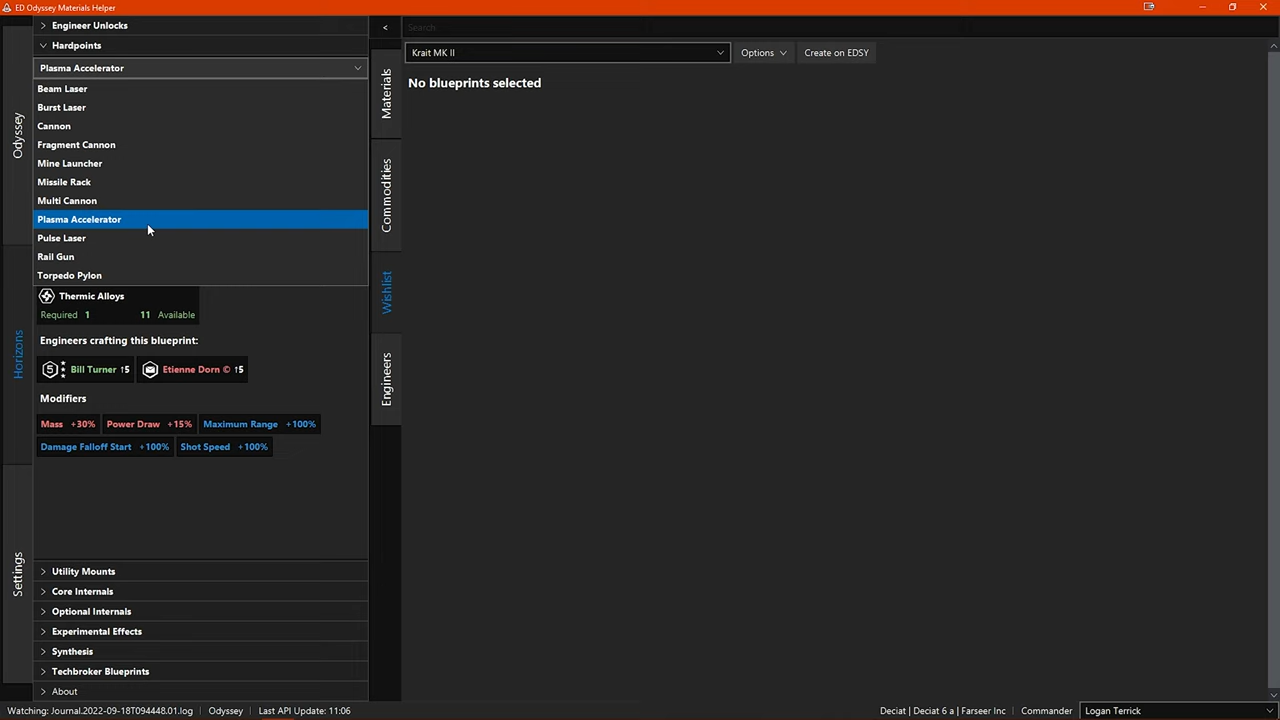 ED Odyssey Materials Helper
Engineer Unlocks
Hardpoints
Plasma Accelerator
Beam Laser
Burst Laser
Cannon
Fragment Cannon
Mine Launcher
Missile Rack
Multi Cannon
Plasma Accelerator
Pulse Laser
Rail Gun
Torpedo Pylon
Thermic Alloys
Required 1 11 Available
Engineers crafting this blueprint:
5 Bill Turner ↑5 Etienne Dorn © ↑5
Modifiers
Mass +30% Power Draw +15% Maximum Range +100%
Damage Falloff Start +100% Shot Speed +100%
Utility Mounts
Core Internals
Optional Internals
Experimental Effects
Synthesis
Techbroker Blueprints
About
Odyssey
Horizons
Settings
<
Materials
Commodities
Wishlist
Engineers
Search
Krait MK II Options Create on EDSY
No blueprints selected
Watching: Journal.2022-09-18T094448.01.log Odyssey Last API Update: 11:06 Deciat | Deciat 6 a | Farseer Inc Commander Logan Terrick